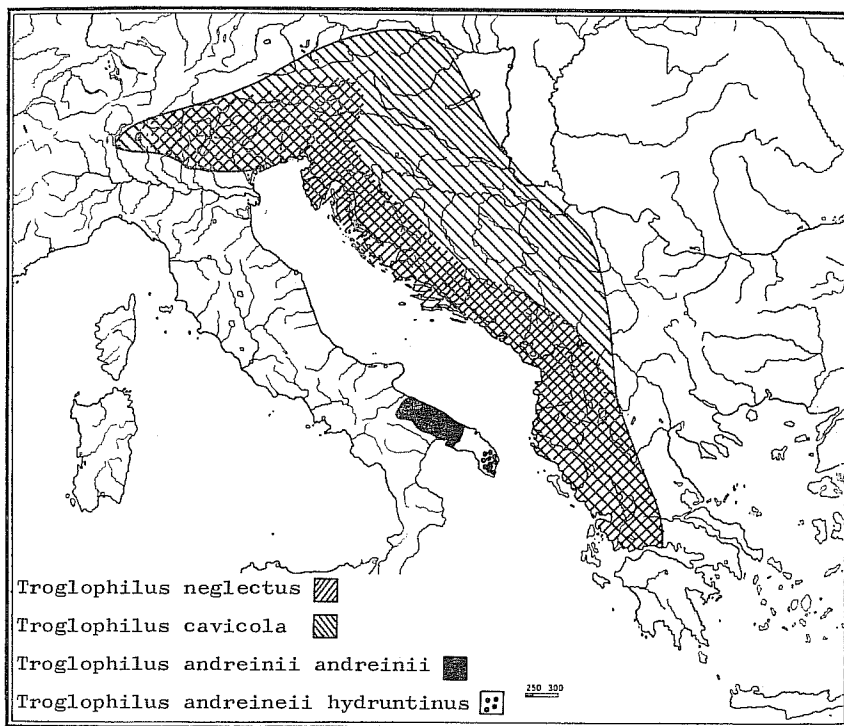 Troglophilus neglectus
Troglophilus cavicola
Troglophilus andreinii andreinii
Troglophilus andreineii hydruntinus
250 300